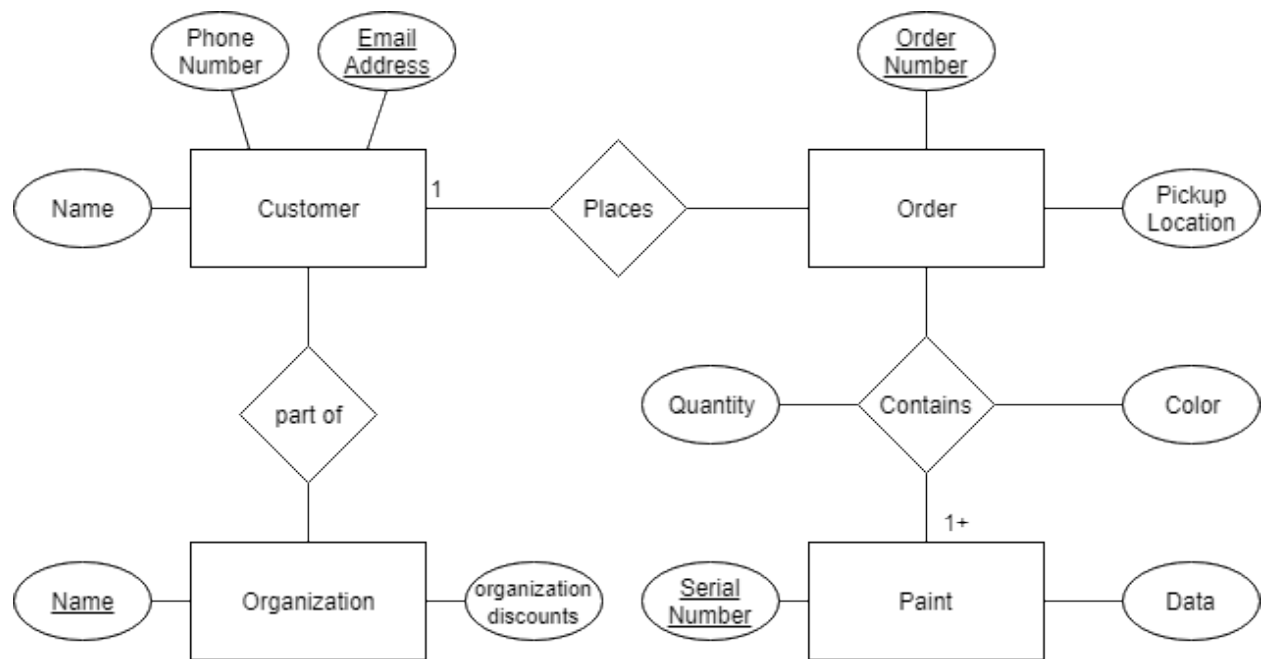 Phone
Number
Email
Address
Order
Number
Name
Customer
1
Places
Order
Pickup
Location
part of
Quantity
Contains
Color
1+
Name
Organization
organization
discounts
Serial
Number
Paint
Data